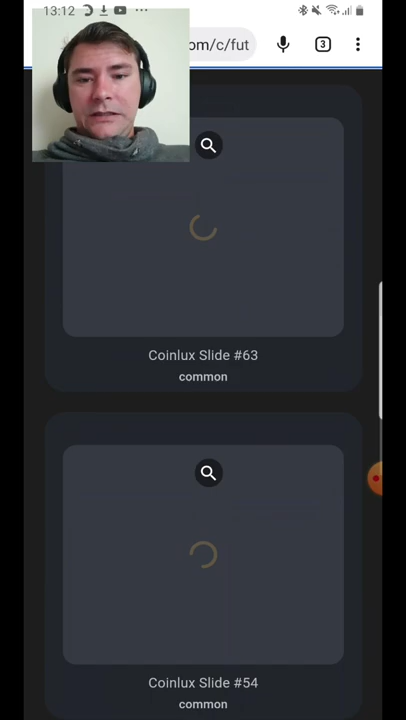 13:12
om/c/fut
3
Coinlux Slide #63
common
Coinlux Slide #54
common